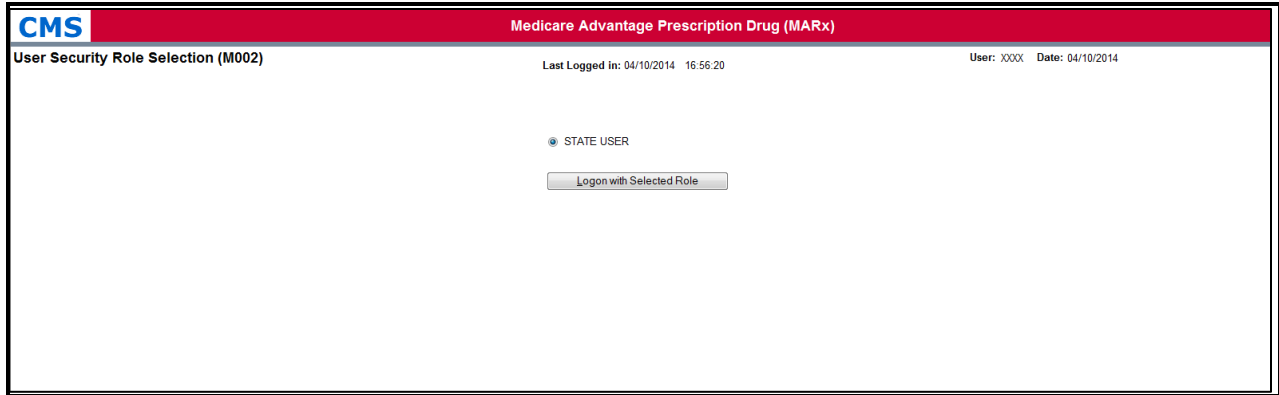 CMS
Medicare Advantage Prescription Drug (MARx)
User Security Role Selection (M002)
Last Logged in: 04/10/2014 16:56:20
User: XXXX Date: 04/10/2014
STATE USER
Logon with Selected Role